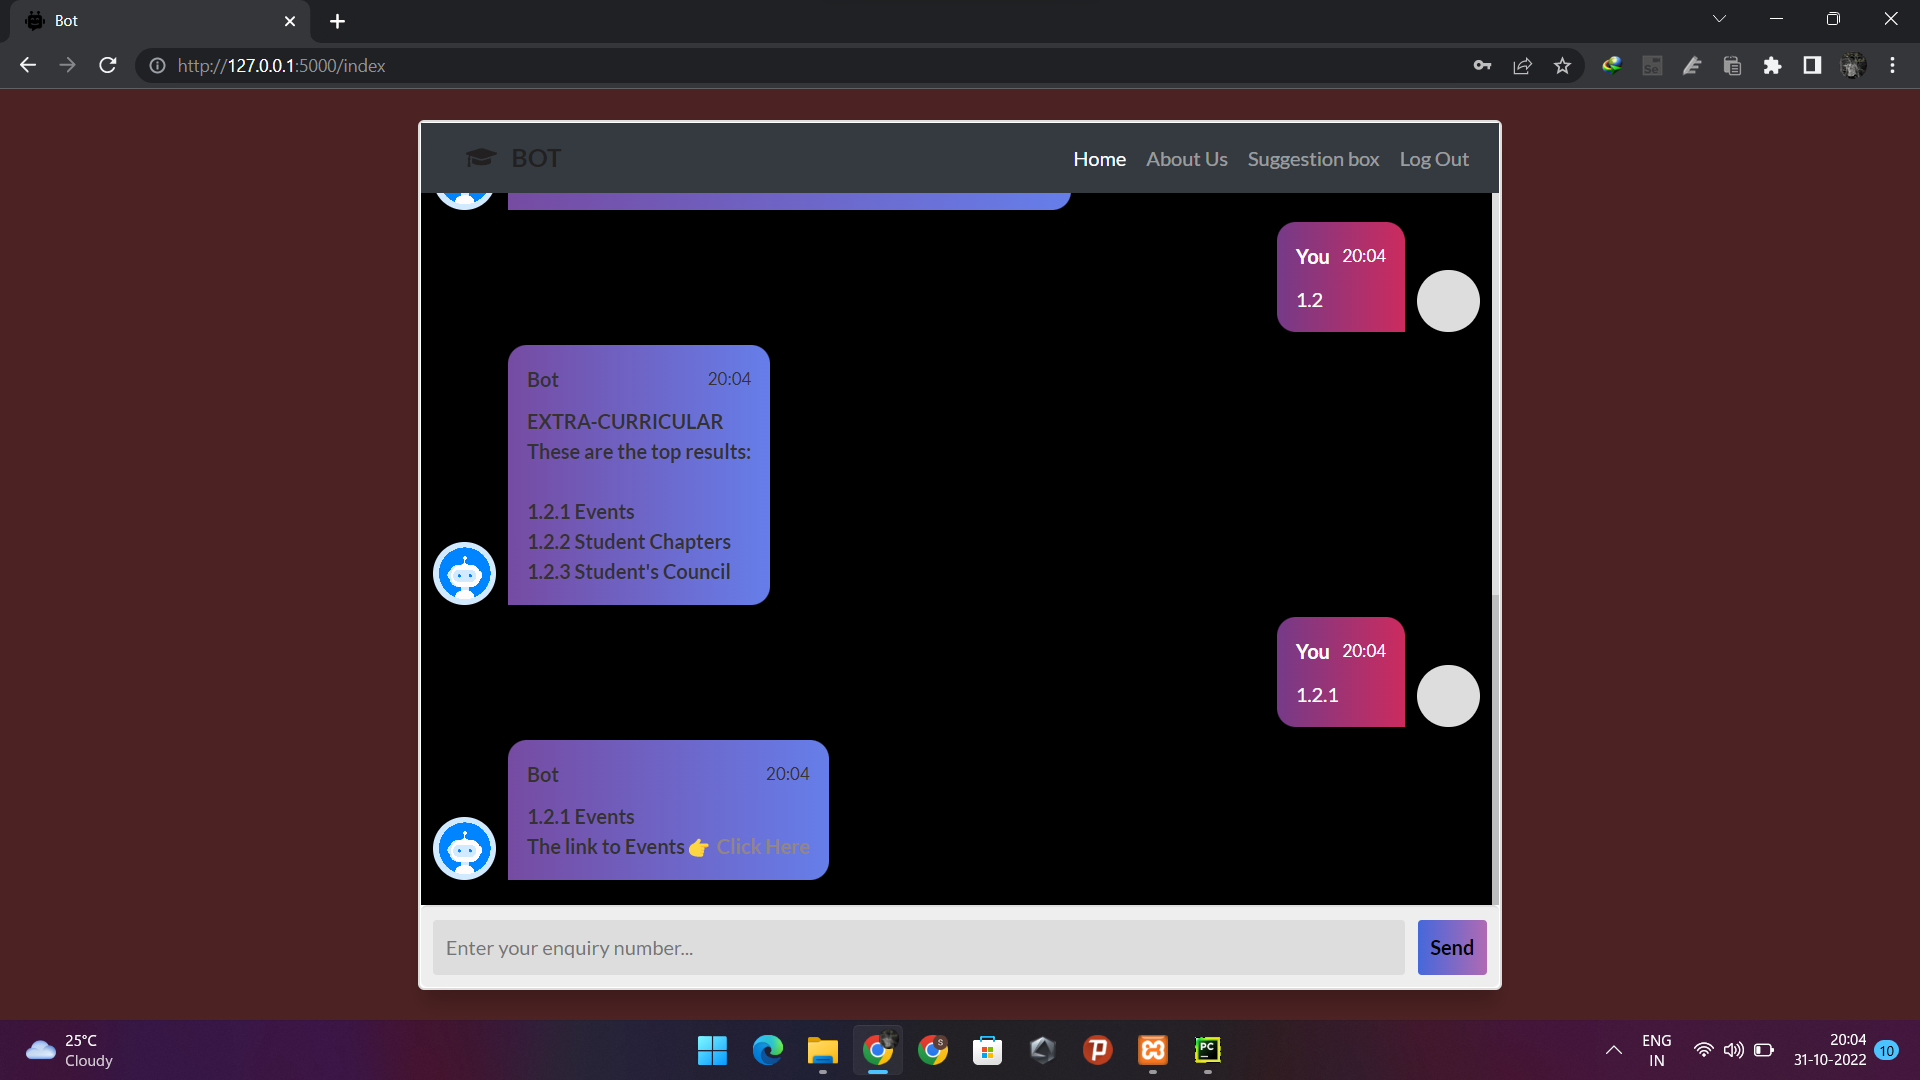 Bot
http://127.0.0.1:5000/index
BOT
Home About Us Suggestion box Log Out
You 20:04
1.2
Bot 20:04
EXTRA-CURRICULAR
These are the top results:
1.2.1 Events
1.2.2 Student Chapters
1.2.3 Student's Council
You 20:04
1.2.1
Bot 20:04
1.2.1 Events
The link to Events👉 Click Here
Enter your enquiry number...
Send
25°C
Cloudy
ENG
IN
20:04
31-10-2022
10
Se
S
PC